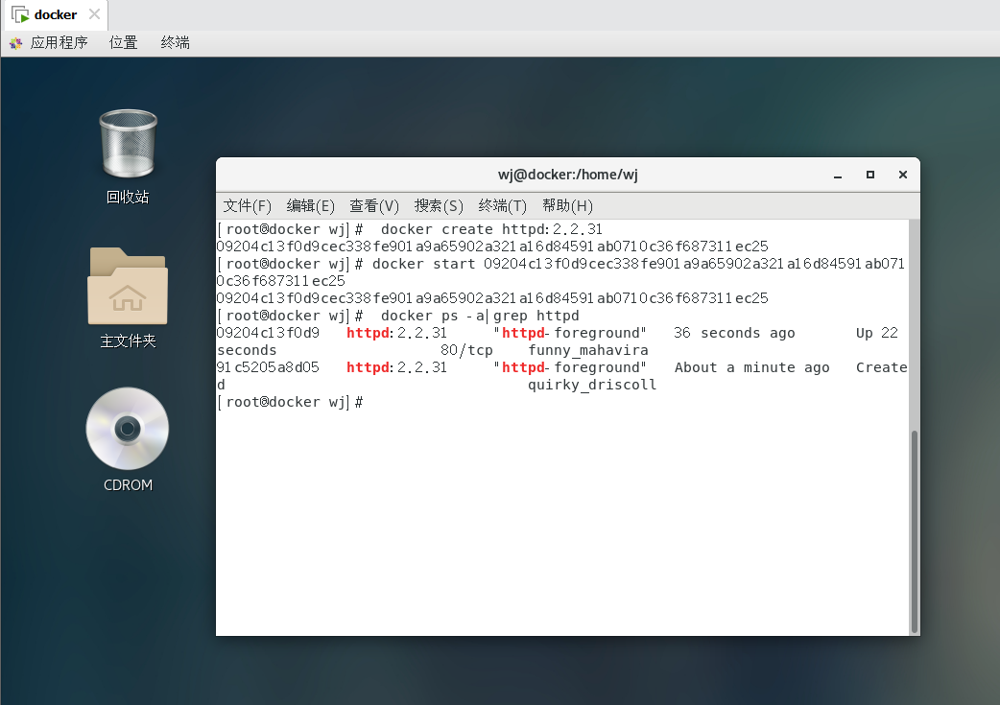 docker
应用程序 位置 终端
回收站
主文件夹
CDROM
wj@docker:/home/wj
文件(F) 编辑(E) 查看(V) 搜索(S) 终端(T) 帮助(H)
[root@docker wj]#  docker create httpd:2.2.31
09204c13f0d9cec338fe901a9a65902a321a16d84591ab0710c36f687311ec25
[root@docker wj]# docker start 09204c13f0d9cec338fe901a9a65902a321a16d84591ab071
0c36f687311ec25
09204c13f0d9cec338fe901a9a65902a321a16d84591ab0710c36f687311ec25
[root@docker wj]#  docker ps -a|grep httpd
09204c13f0d9   httpd:2.2.31     "httpd-foreground"   36 seconds ago       Up 22
seconds                   80/tcp    funny_mahavira
91c5205a8d05   httpd:2.2.31     "httpd-foreground"   About a minute ago   Create
d                                   quirky_driscoll
[root@docker wj]#